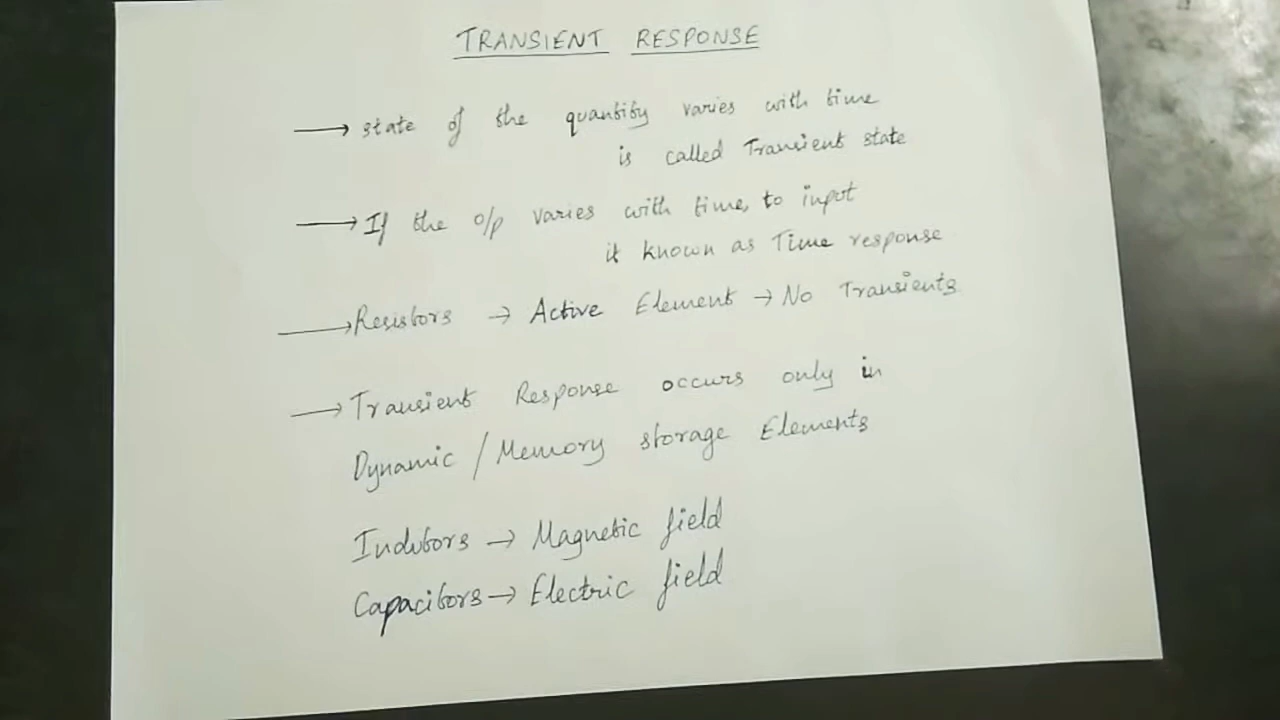 TRANSIENT RESPONSE
→ state of the quantity varies with time
is called Transient state
→ If the o/p varies with time, to input
it known as Time response
→ Resistors → Active Element → No Transients
→ Transient Response occurs only in
Dynamic / Memory storage Elements
Indutors → Magnetic field
Capacitors → Electric field